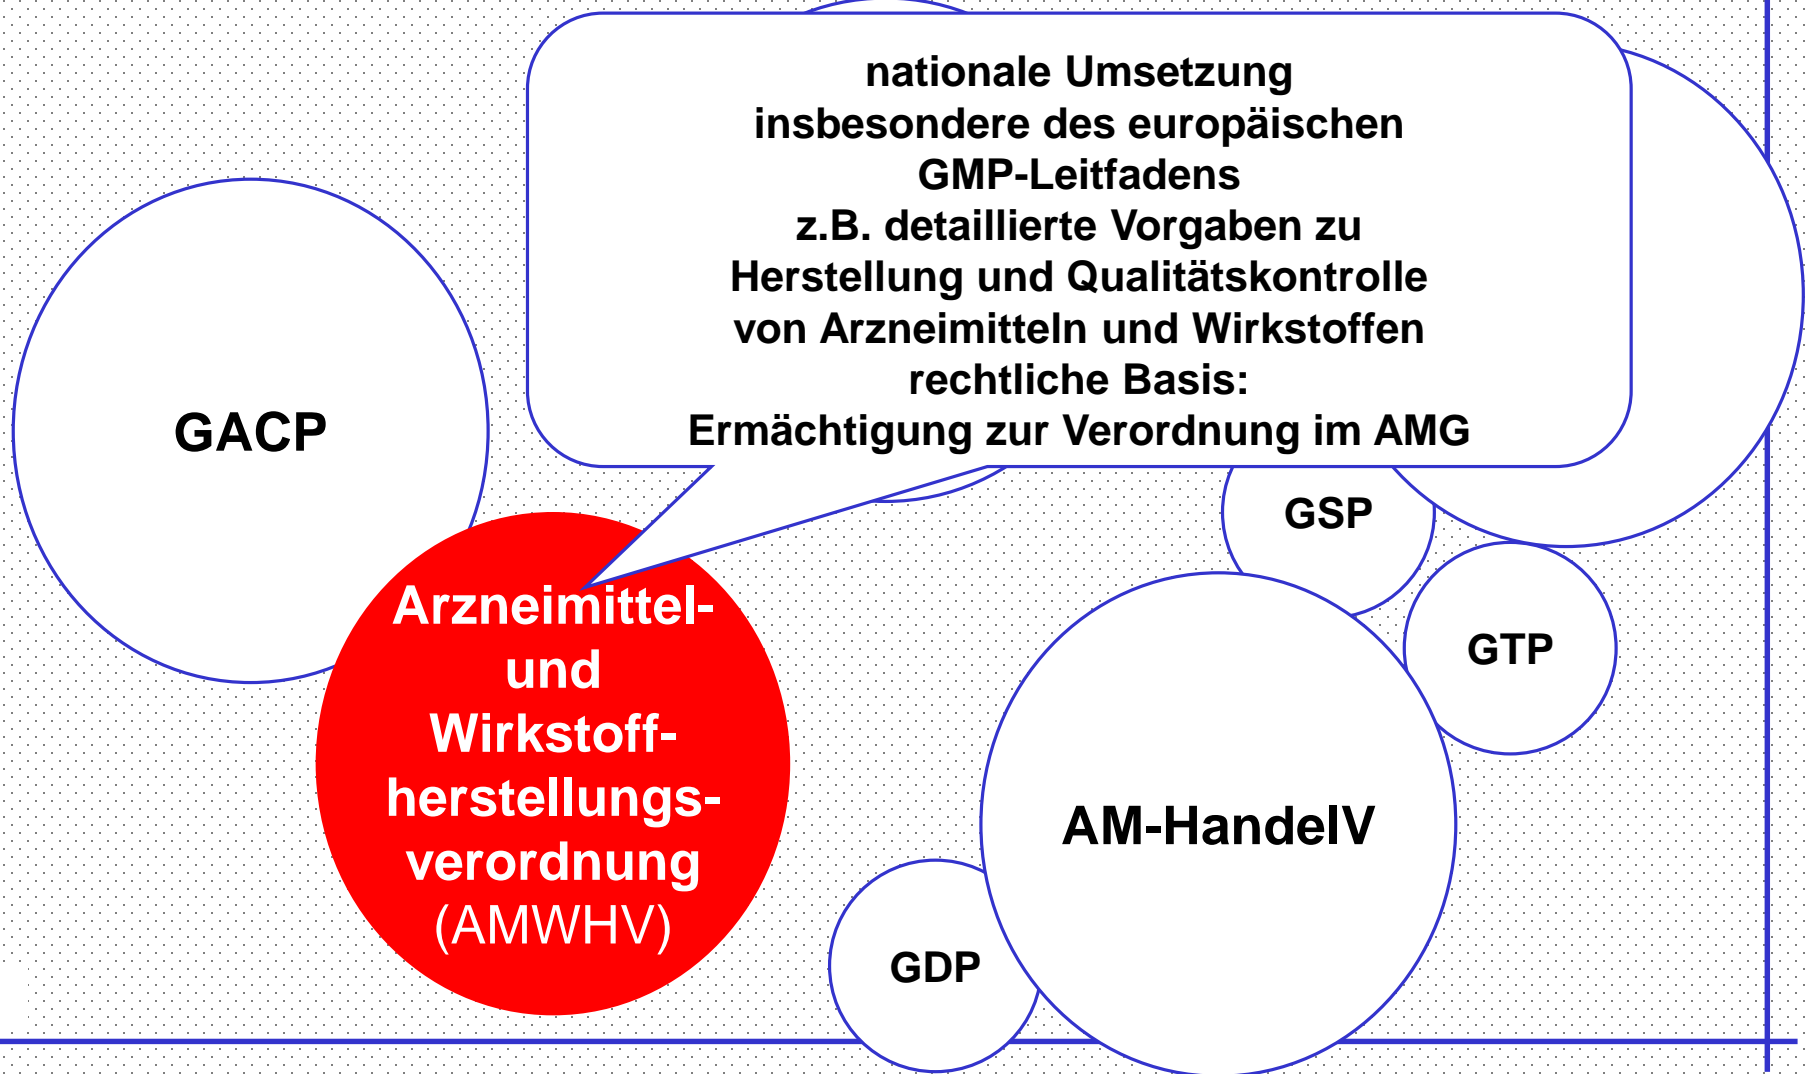 nationale Umsetzung
insbesondere des europäischen
GMP-Leitfadens
z.B. detaillierte Vorgaben zu
Herstellung und Qualitätskontrolle
von Arzneimitteln und Wirkstoffen
rechtliche Basis:
Ermächtigung zur Verordnung im AMG
GACP
GSP
Arzneimittel-
und
Wirkstoff-
herstellungs-
verordnung
(AMWHV)
GTP
AM-HandelV
GDP